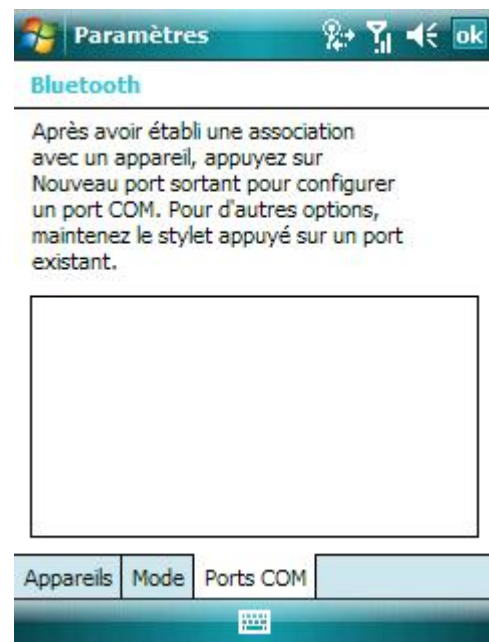 Paramètres ok
Bluetooth
Après avoir établi une association
avec un appareil, appuyez sur
Nouveau port sortant pour configurer
un port COM. Pour d'autres options,
maintenez le stylet appuyé sur un port
existant.
Appareils Mode Ports COM